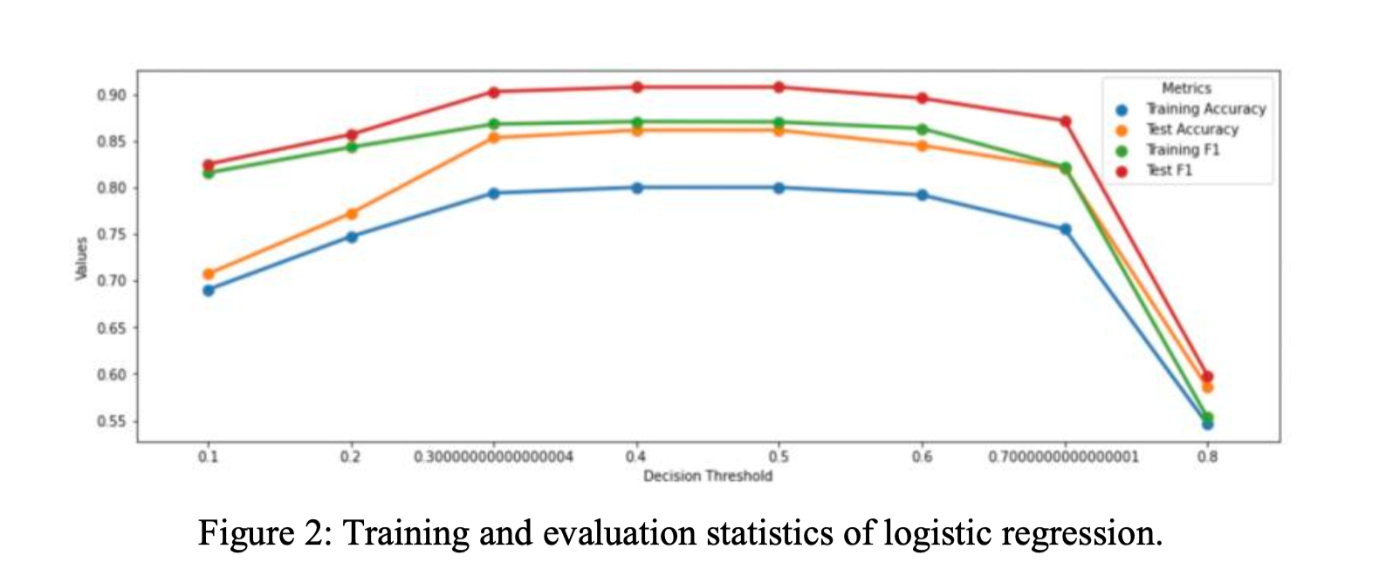 0.90
0.85
0.80
0.75
0.70
0.65
0.60
0.55
Values
0.1 0.2 0.30000000000000004 0.4 0.5 0.6 0.7000000000000001 0.8
Decision Threshold
Metrics
Training Accuracy
Test Accuracy
Training F1
Test F1
Figure 2: Training and evaluation statistics of logistic regression.